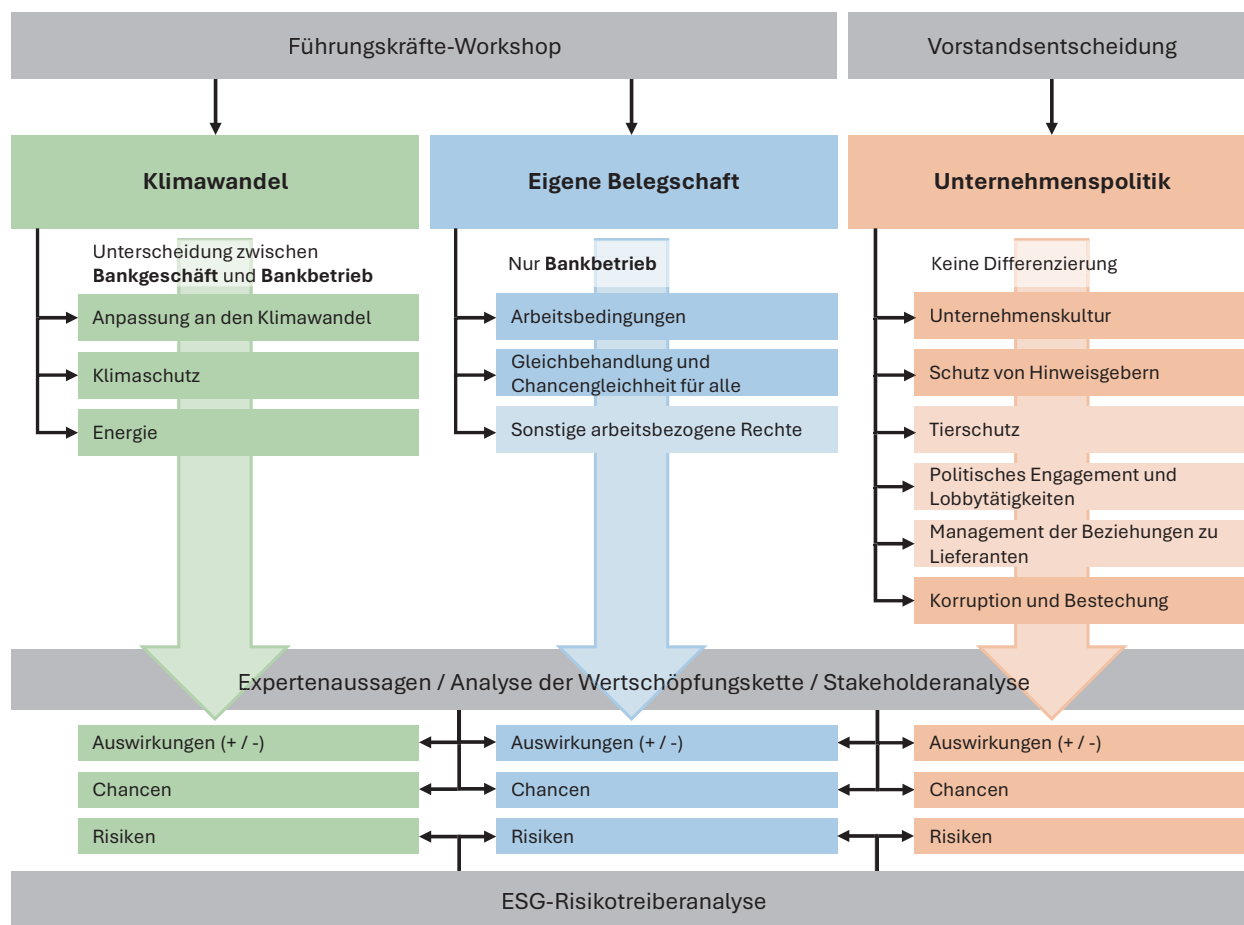 Führungskräfte-Workshop
Vorstandsentscheidung
Klimawandel
Eigene Belegschaft
Unternehmenspolitik
Unterscheidung zwischen
Bankgeschäft und Bankbetrieb
Nur Bankbetrieb
Keine Differenzierung
Anpassung an den Klimawandel
Klimaschutz
Energie
Arbeitsbedingungen
Gleichbehandlung und
Chancengleichheit für alle
Sonstige arbeitsbezogene Rechte
Unternehmenskultur
Schutz von Hinweisgebern
Tierschutz
Politisches Engagement und
Lobbytätigkeiten
Management der Beziehungen zu
Lieferanten
Korruption und Bestechung
Expertenaussagen / Analyse der Wertschöpfungskette / Stakeholderanalyse
Auswirkungen (+ / -)
Chancen
Risiken
Auswirkungen (+ / -)
Chancen
Risiken
Auswirkungen (+ / -)
Chancen
Risiken
ESG-Risikotreiberanalyse